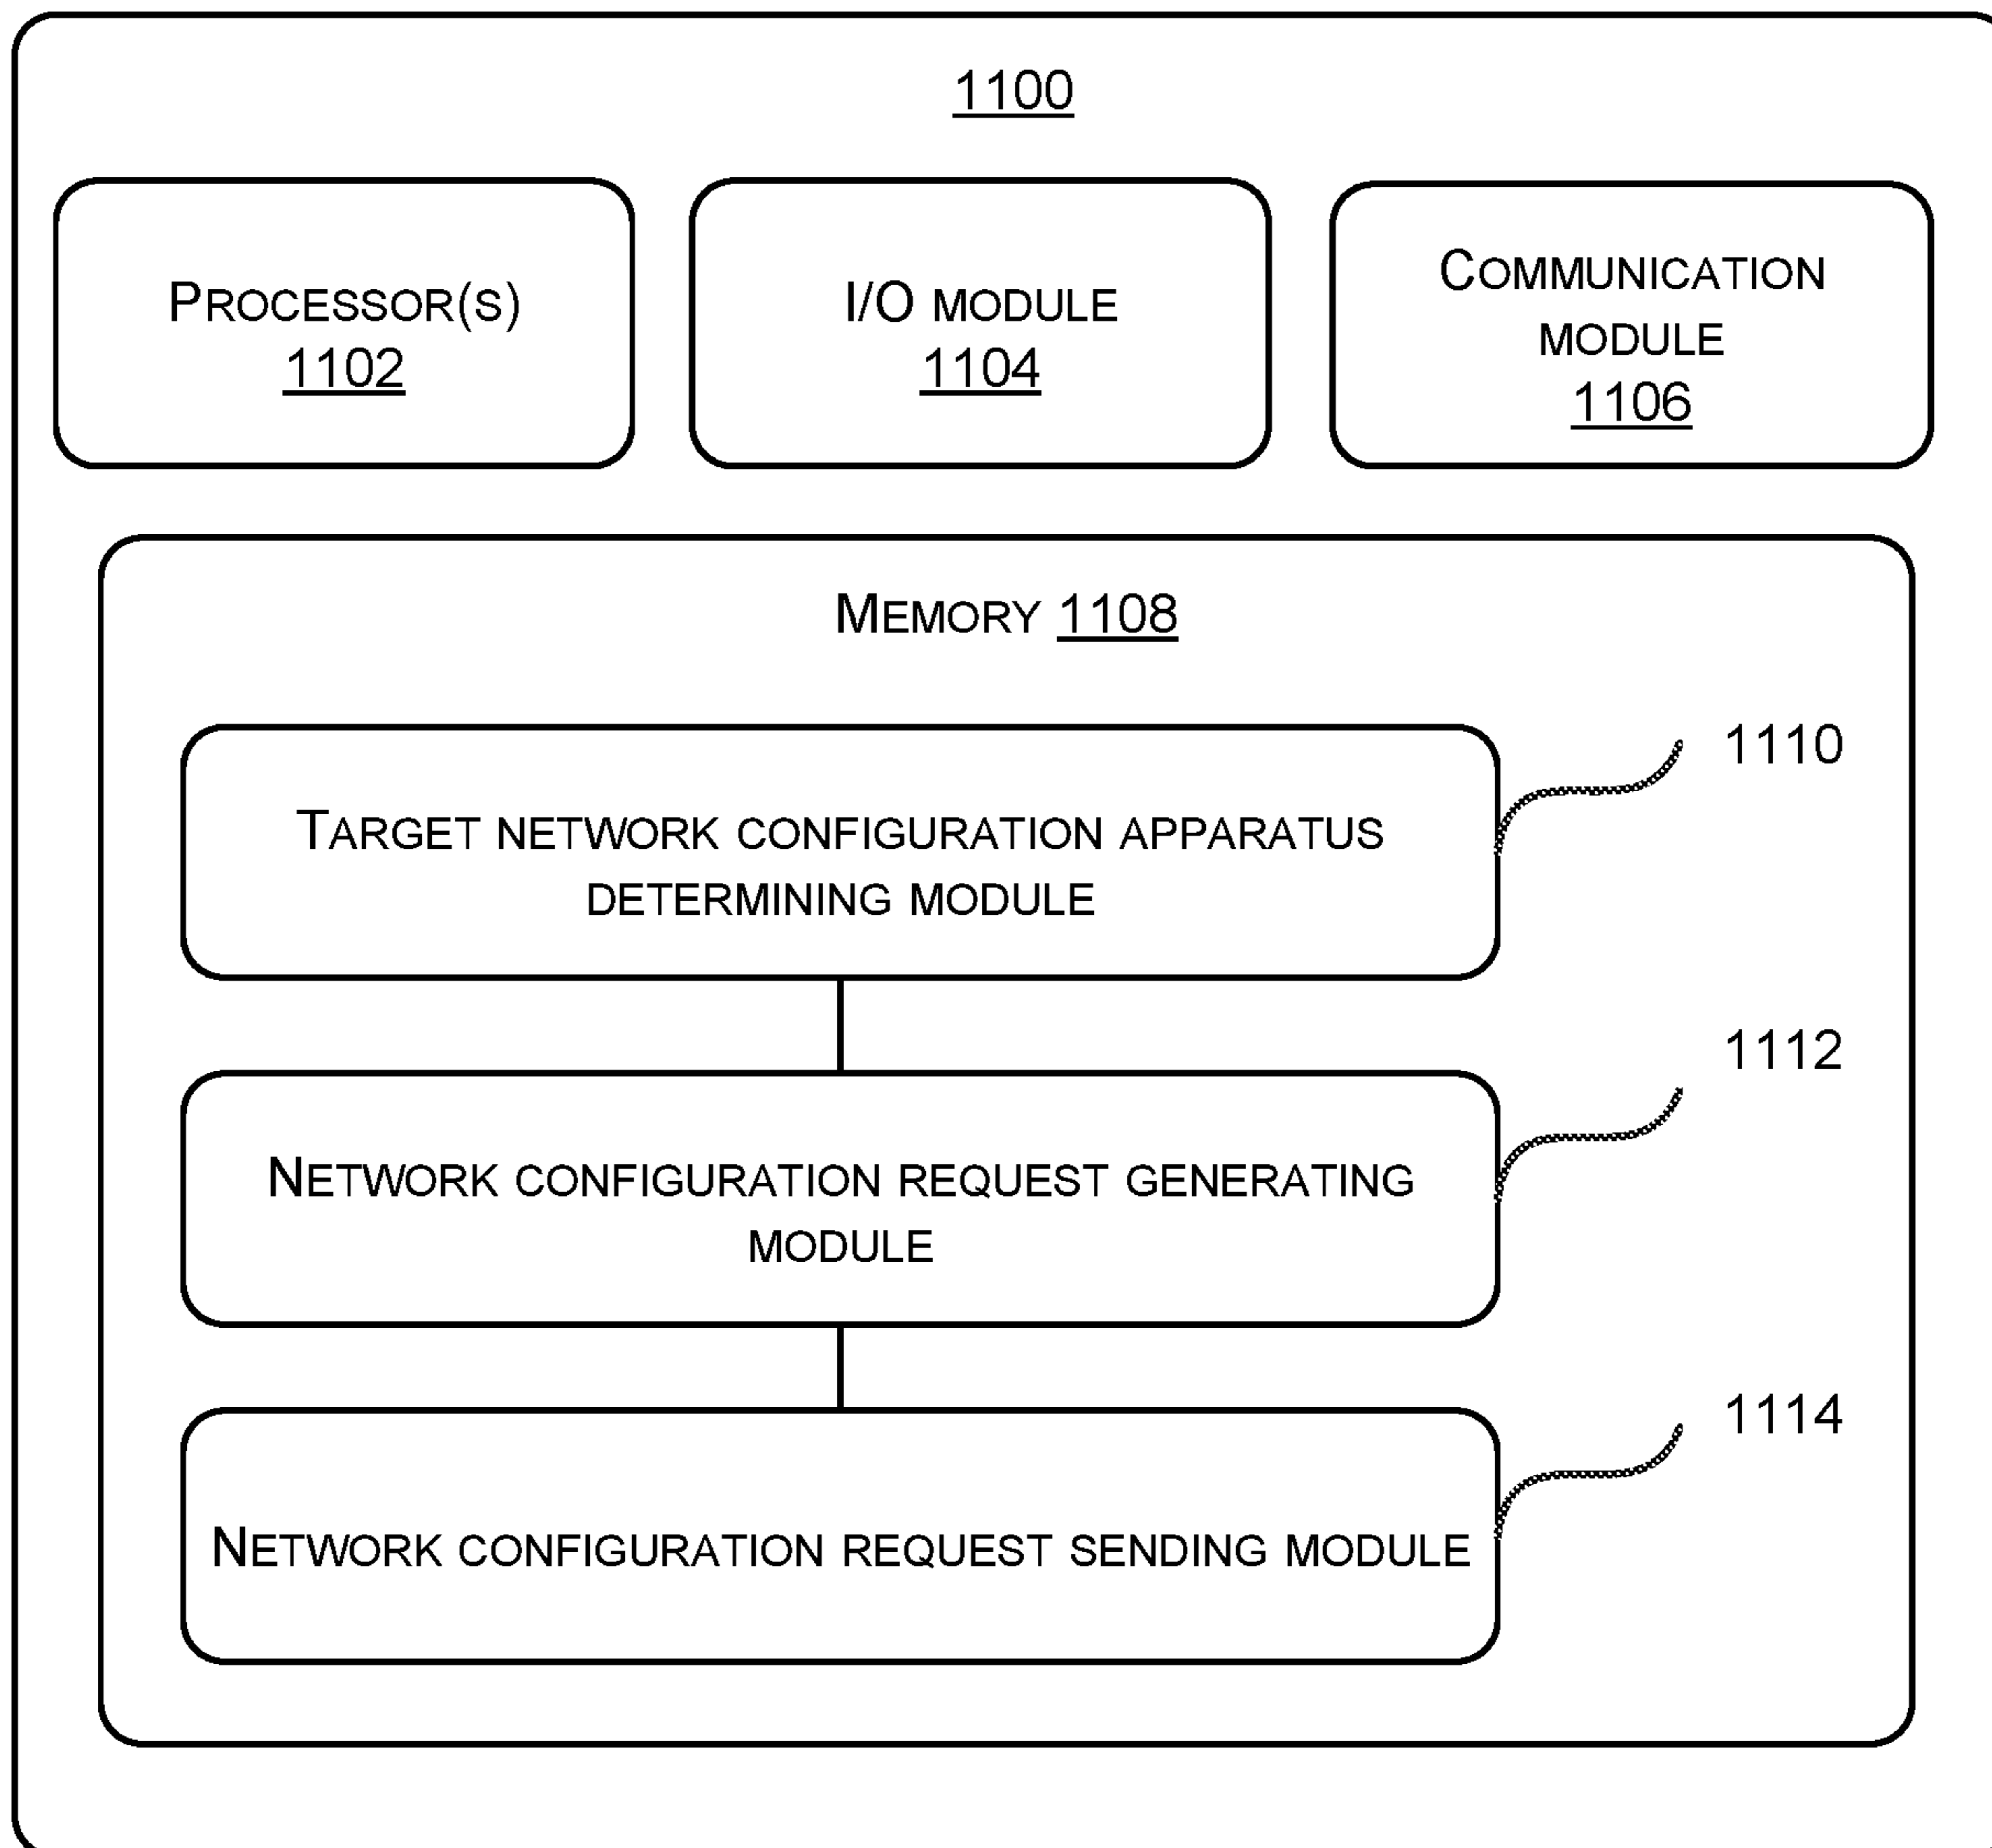 1100
PROCESSOR(S)
1102
I/O MODULE
1104
COMMUNICATION
MODULE
1106
MEMORY 1108
TARGET NETWORK CONFIGURATION APPARATUS
DETERMINING MODULE
1110
NETWORK CONFIGURATION REQUEST GENERATING
MODULE
1112
NETWORK CONFIGURATION REQUEST SENDING MODULE
1114